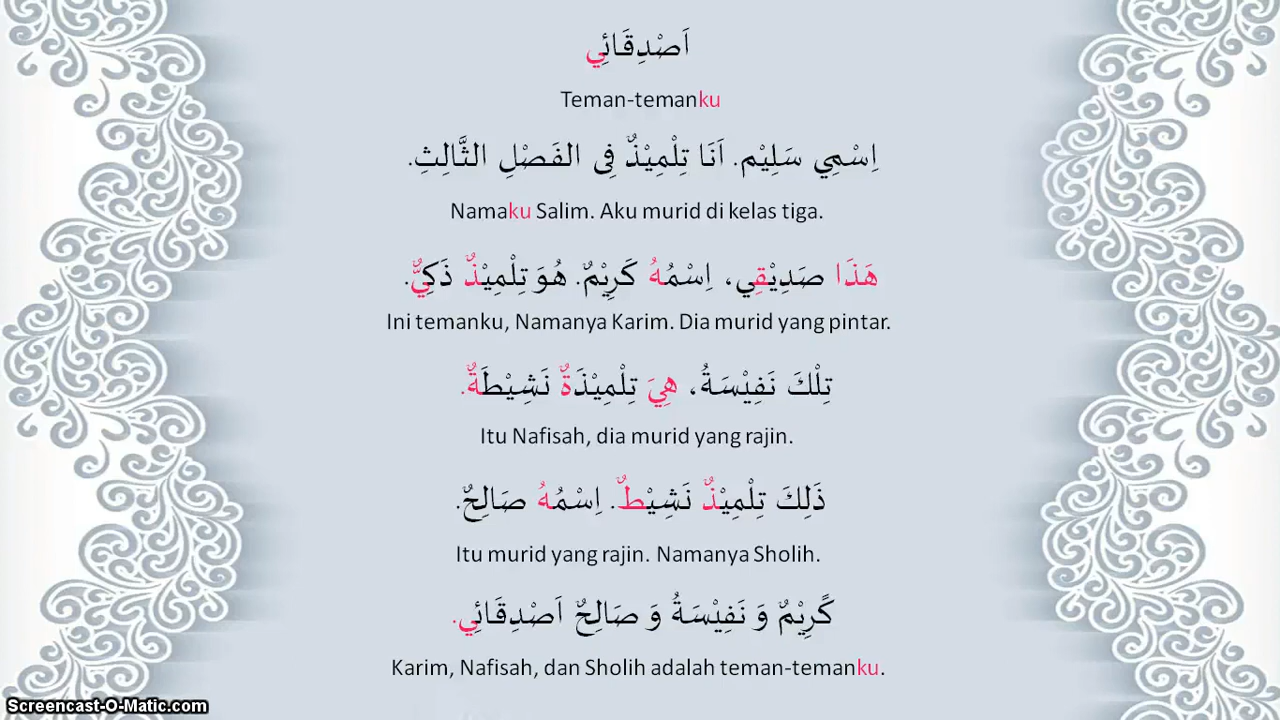 اَصْدِقَائِي
Teman-temanku
اِسْمِي سَلِيْم. اَنَا تِلْمِيْذٌ فِى الفَصْلِ الثَّالِثِ.
Namaku Salim. Aku murid di kelas tiga.
هَذَا صَدِيْقِي، اِسْمُهُ كَرِيْمٌ. هُوَ تِلْمِيْذٌ ذَكِيٌّ.
Ini temanku, Namanya Karim. Dia murid yang pintar.
تِلْكَ نَفِيْسَةُ، هِيَ تِلْمِيْذَةٌ نَشِيْطَةٌ.
Itu Nafisah, dia murid yang rajin.
ذَلِكَ تِلْمِيْذٌ نَشِيْطٌ. اِسْمُهُ صَالِحٌ.
Itu murid yang rajin. Namanya Sholih.
كَرِيْمٌ وَ نَفِيْسَةُ وَ صَالِحٌ اَصْدِقَائِي.
Karim, Nafisah, dan Sholih adalah teman-temanku.
Screencast-O-Matic.com